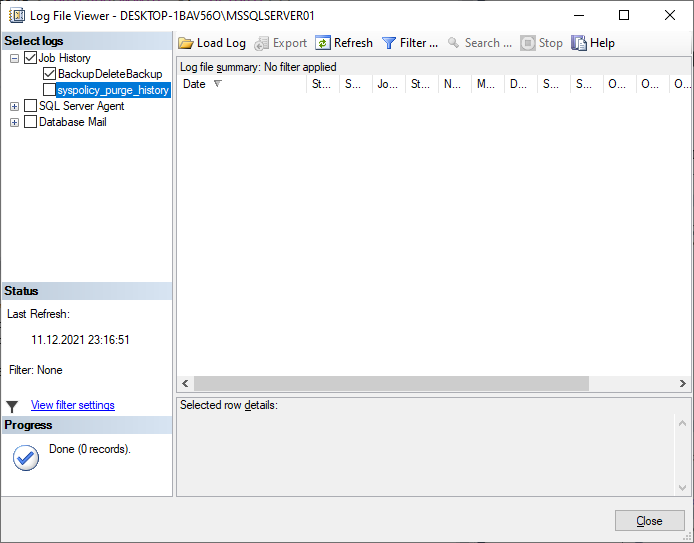 Log File Viewer - DESKTOP-1BAV56O\MSSQLSERVER01
Select logs
Job History
BackupDeleteBackup
syspolicy_purge_history
SQL Server Agent
Database Mail
Status
Last Refresh:
11.12.2021 23:16:51
Filter: None
View filter settings
Progress
Done (0 records).
Load Log Export Refresh Filter ... Search ... Stop Help
Log file summary: No filter applied
Date St... S... Jo... St... N... M... D... S... S... O... O... O...
Selected row details:
Close